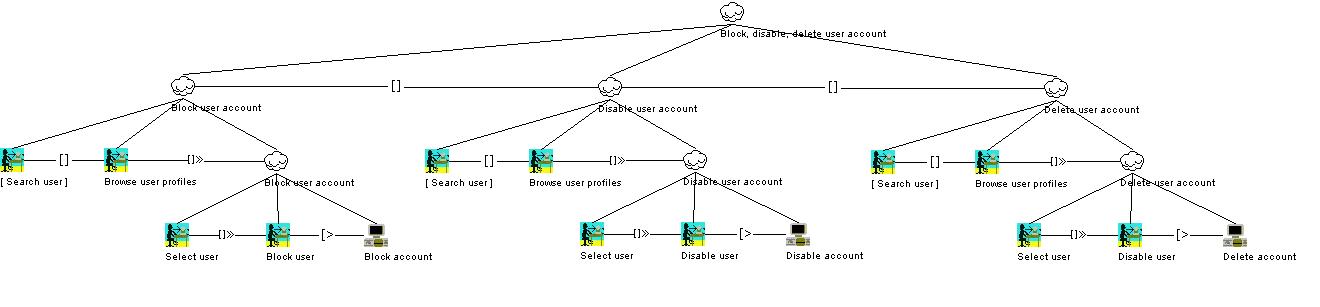 Block, disable, delete user account
[]
[]
Block user account
Disable user account
Delete user account
[]
[]»
[]
[]»
[]
[]»
[ Search user ]
Browse user profiles
Block user account
[ Search user ]
Browse user profiles
Disable user account
[ Search user ]
Browse user profiles
Delete user account
[]»
[>
[]»
[>
[]»
[>
Select user
Block user
Block account
Select user
Disable user
Disable account
Select user
Disable user
Delete account